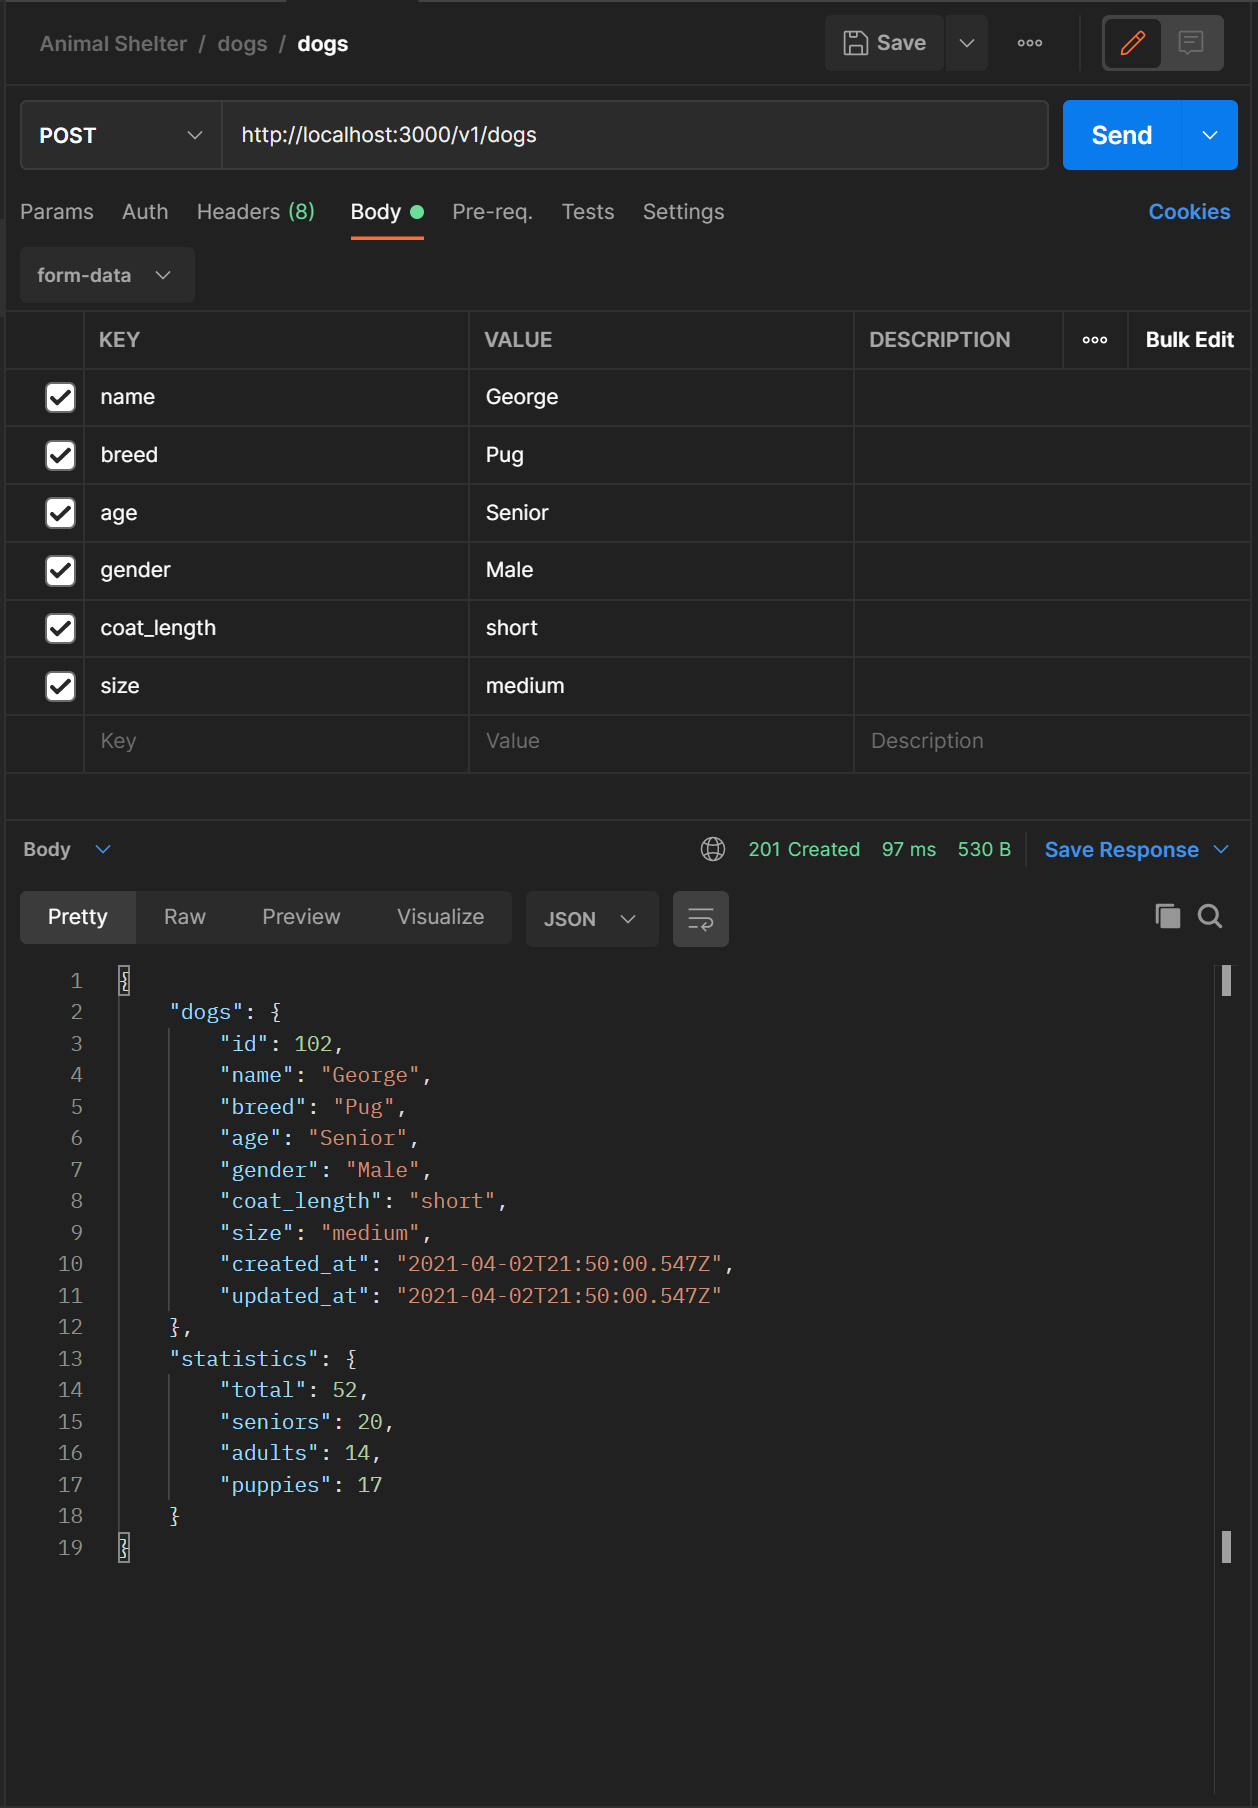 Animal Shelter / dogs / dogs
Save
POST
http://localhost:3000/v1/dogs
Send
Params Auth Headers (8) Body Pre-req. Tests Settings Cookies
form-data
KEY VALUE DESCRIPTION Bulk Edit
name George
breed Pug
age Senior
gender Male
coat_length short
size medium
Key Value Description
Body 201 Created 97 ms 530 B Save Response
Pretty Raw Preview Visualize JSON
1 {
2 "dogs": {
3 "id": 102,
4 "name": "George",
5 "breed": "Pug",
6 "age": "Senior",
7 "gender": "Male",
8 "coat_length": "short",
9 "size": "medium",
10 "created_at": "2021-04-02T21:50:00.547Z",
11 "updated_at": "2021-04-02T21:50:00.547Z"
12 },
13 "statistics": {
14 "total": 52,
15 "seniors": 20,
16 "adults": 14,
17 "puppies": 17
18 }
19 }